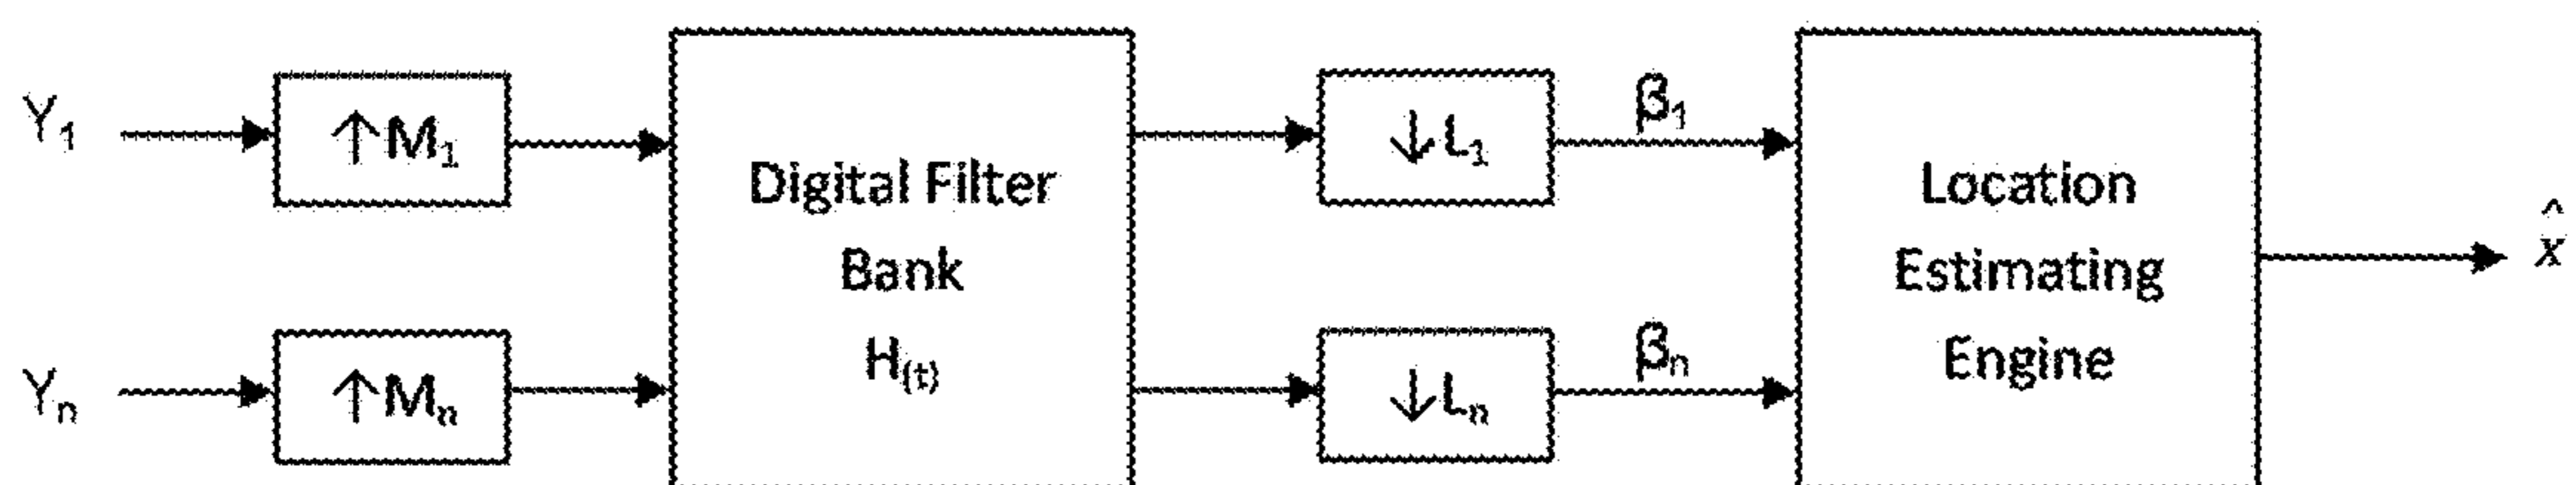 Y₁
↑M₁
Digital Filter
Bank
H₍t₎
↓L₁
β₁
Location
Estimating
Engine
x̂
Yₙ
↑Mₙ
↓Lₙ
βₙ